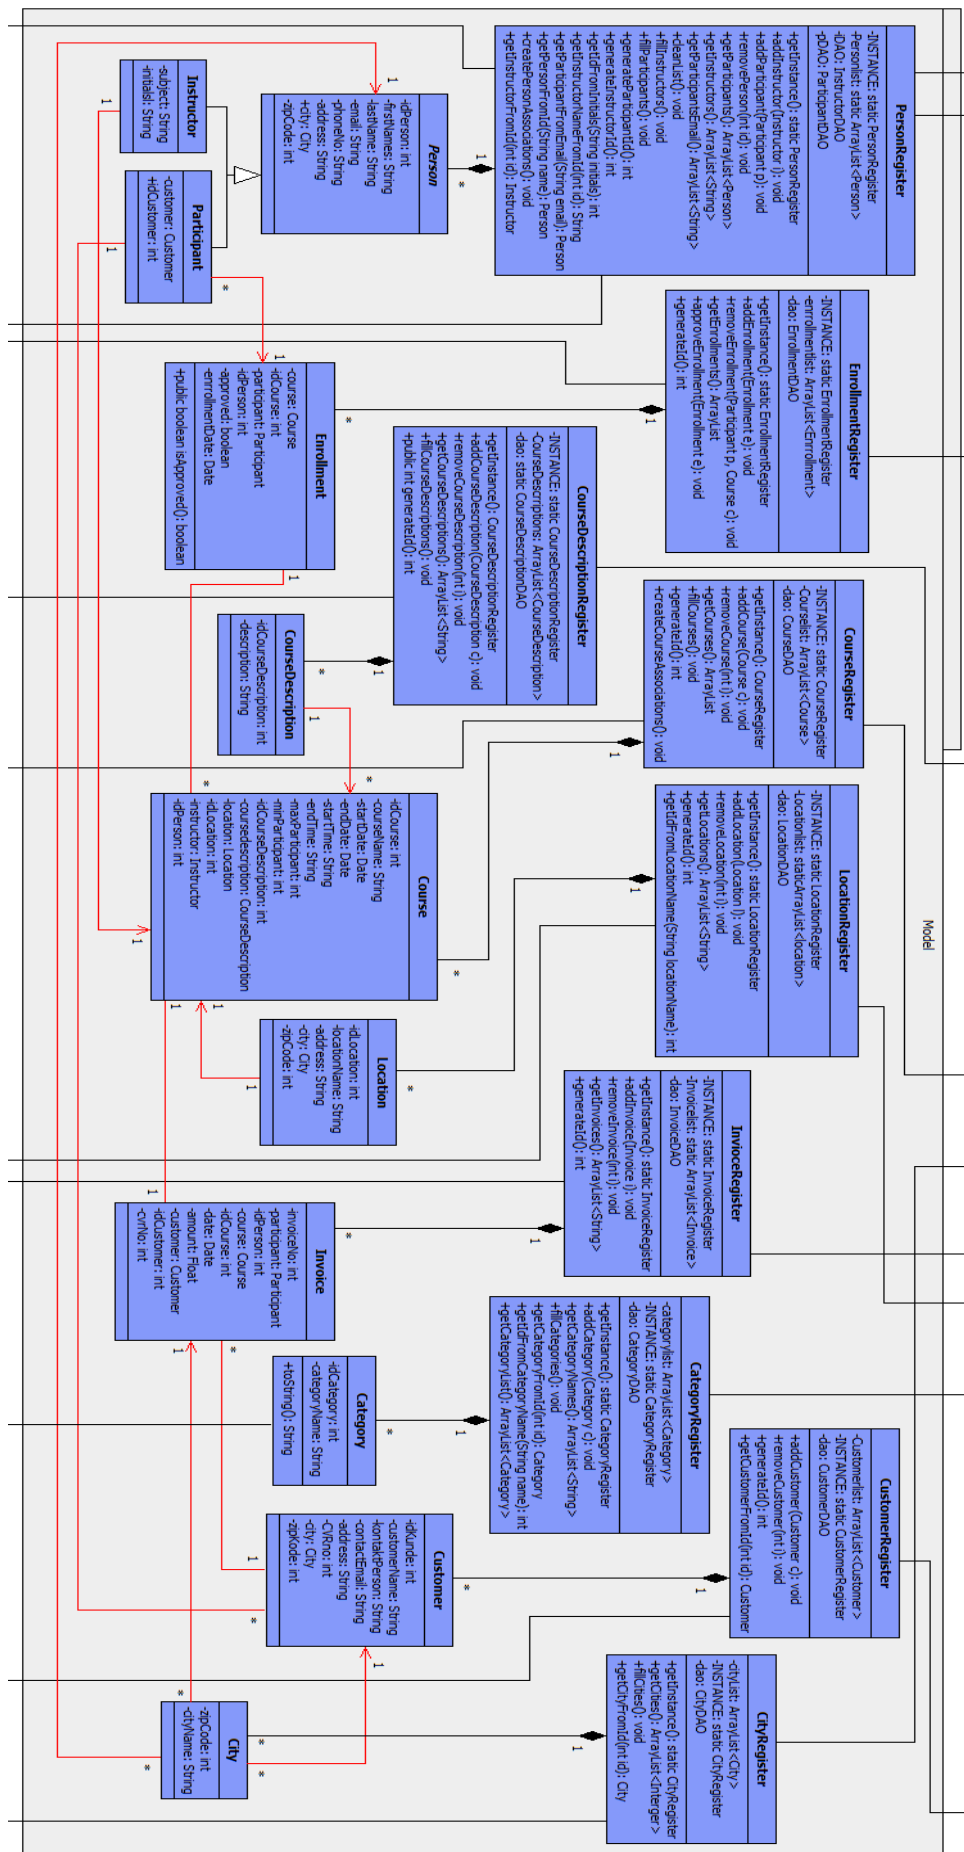 Model
PersonRegister
-INSTANCE: static PersonRegister
-Personlist: static ArrayList<Person>
-iDAO: InstructorDAO
-pDAO: ParticipantDAO
+getInstance(): static PersonRegister
+addInstructor(Instructor i): void
+addParticipant(Participant p): void
+removePerson(int id): void
+getParticipants(): ArrayList<Person>
+getInstructors(): ArrayList<String>
+getParticipantsEmail(): ArrayList<String>
+cleanList(): void
+fillInstructors(): void
+fillParticipants(): void
+generateParticipantId(): int
+generateInstructorId(): int
+getIdFromInitials(String initials): int
+getInstructorNameFromId(int id): String
+getParticipantFromEmail(String email): Person
+getPersonFromId(String name): Person
+createPersonAssociations(): void
+getInstructorFromId(int id): Instructor
EnrollmentRegister
-INSTANCE: static EnrollmentRegister
-enrrollmentlist: ArrayList<Enrrollment>
-dao: EnrollmentDAO
+getInstance(): static EnrollmentRegister
+addEnrollment(Enrollment e): void
+removeEnrollment(Participant p, Course c): void
+getEnrollments(): ArrayList
+approveEnrollment(Enrollment e): void
+generateId(): int
CourseDescriptionRegister
-INSTANCE: static CourseDescriptionRegister
-CourseDescriptions: ArrayList<CourseDescription>
-dao: static CourseDescriptionDAO
+getInstance(): CourseDescriptionRegister
+addCourseDescription(CourseDescription c): void
+removeCourseDescription(int i): void
+getCourseDescriptions(): ArrayList<String>
+fillCourseDescriptions(): void
+public int generateId(): int
CourseRegister
-INSTANCE: static CourseRegister
-Courselist: ArrayList<Course>
-dao: CourseDAO
+getInstance(): CourseRegister
+addCourse(Course c): void
+removeCourse(int i): void
+getCourses(): ArrayList
+fillCourses(): void
+generateId(): int
+createCourseAssociations(): void
LocationRegister
-INSTANCE: static LocationRegister
-Locationlist: staticArrayList<location>
-dao: LocationDAO
+getInstance(): static LocationRegister
+addLocation(Location l): void
+removeLocation(int i): void
+getLocations(): ArrayList<String>
+generateId(): int
+getIdFromLocationName(String locationName): int
InvioceRegister
-INSTANCE: static InvoiceRegister
-Invoicelist: static ArrayList<Invoice>
-dao: InvoiceDAO
+getInstance(): static InvoiceRegister
+addInvoice(Invoice i): void
+removeInvoice(int i): void
+getInvoices(): ArrayList<String>
+generateId(): int
CategoryRegister
-categorylist: ArrayList<Category>
-INSTANCE: static CategoryRegister
-dao: CategoryDAO
+getInstance(): static CategoryRegister
+addCategory(Category c): void
+getCategoryNames(): ArrayList<String>
+fillCategories(): void
+getCategoryFromId(int id): Category
+getIdFromCategoryName(String name): int
+getCategoryList(): ArrayList<Category>
CustomerRegister
-Customerlist: ArrayList<Customer>
-INSTANCE: static CustomerRegister
-dao: CustomerDAO
+addCustomer(Customer c): void
+removeCustomer(int i): void
+generateId(): int
+getCustomerFromId(int id): Customer
CityRegister
-cityList: ArrayList<City>
-INSTANCE: static CityRegister
-dao: CityDAO
+getInstance(): static CityRegister
+getCities(): ArrayList<Interger>
+fillCities(): void
+getCityFromId(int id): City
Person
-idPerson: int
-firstNames: String
-lastName: String
-email: String
-phoneNo: String
-address: String
-city: City
-zipCode: int
Instructor
-subject: String
-initialsl: String
Participant
-customer: Customer
+idCustomer: int
Enrollment
-course: Course
-idCourse: int
-participant: Participant
-idPerson: int
-approved: boolean
-enrrollmentDate: Date
+public boolean isApproved(): boolean
CourseDescription
-idCourseDescription: int
-description: String
Course
-idCourse: int
-courseName: String
-startDate: Date
-endDate: Date
-startTime: String
-endTime: String
-maxParticipant: int
-minParticipant: int
-idCourseDescription: int
-coursedescription: CourseDescription
-location: Location
-idLocation: int
-instructor: Instructor
-idPerson: int
Location
-idLocation: int
-locationName: String
-address: String
-city: City
-zipCode: int
Invoice
-invoiceNo: int
-participant: Participant
-idPerson: int
-course: Course
-idCourse: int
-date: Date
-amount: Float
-customer: Customer
-idCustomer: int
-cvrNo: int
Category
-idCategory: int
-categoryName: String
+toString(): String
Customer
-idKunde: int
-customerName: String
-kontaktPerson: String
-contactEmail: String
-address: String
-CVRno: int
-city: City
-zipKode: int
City
-zipCode: int
-cityName: String